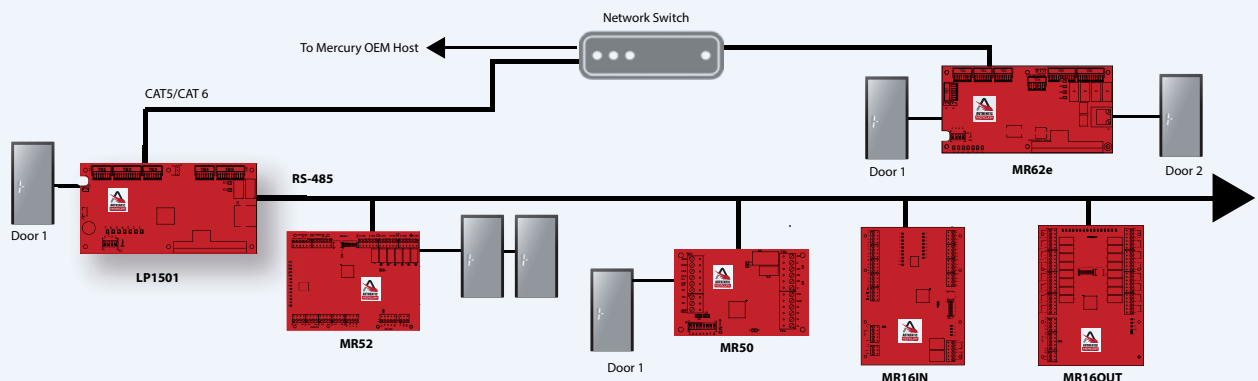 Network Switch
To Mercury OEM Host
CAT5/CAT 6
Door 1
Door 2
MR62e
RS-485
Door 1
LP1501
MR52
Door 1
MR50
MR16IN
MR16OUT